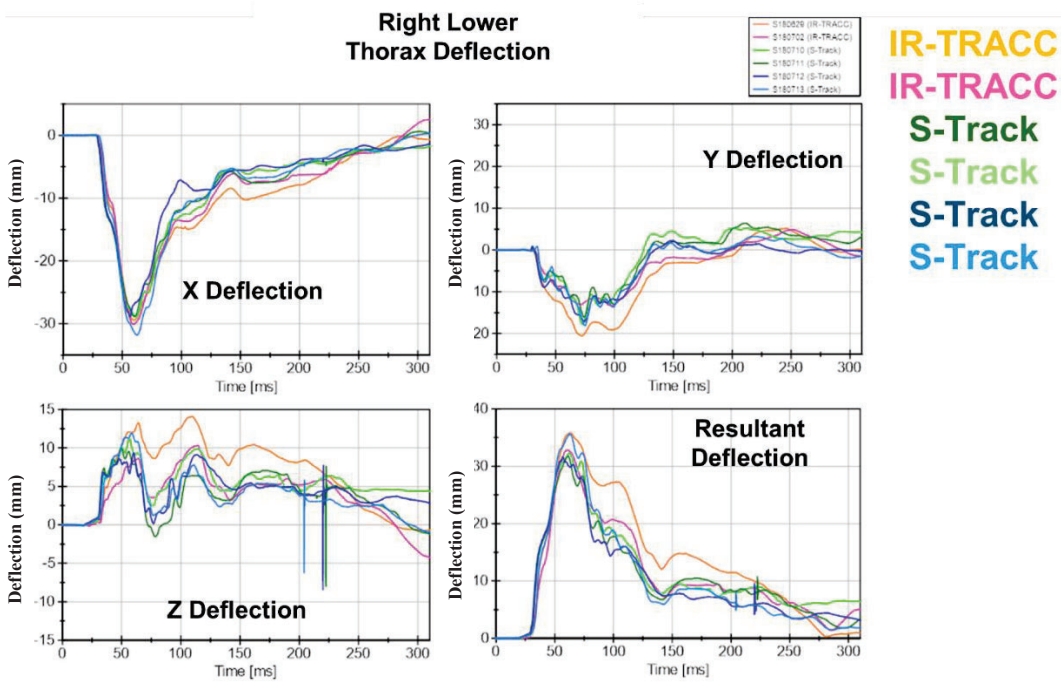 Right Lower
Thorax Deflection
S180629 (IR-TRACC)
S180702 (IR-TRACC)
S180710 (S-Track)
S180711 (S-Track)
S180712 (S-Track)
S180713 (S-Track)
IR-TRACC
IR-TRACC
S-Track
S-Track
S-Track
S-Track
Deflection (mm)
0
-10
-20
-30
X Deflection
0 50 100 150 200 250 300
Time [ms]
Deflection (mm)
30
20
10
0
10
20
Y Deflection
0 50 100 150 200 250 300
Time [ms]
Deflection (mm)
15
10
5
0
-5
-10
-15
Z Deflection
0 50 100 150 200 250 300
Time [ms]
Deflection (mm)
40
30
20
10
0
Resultant
Deflection
0 50 100 150 200 250 300
Time [ms]